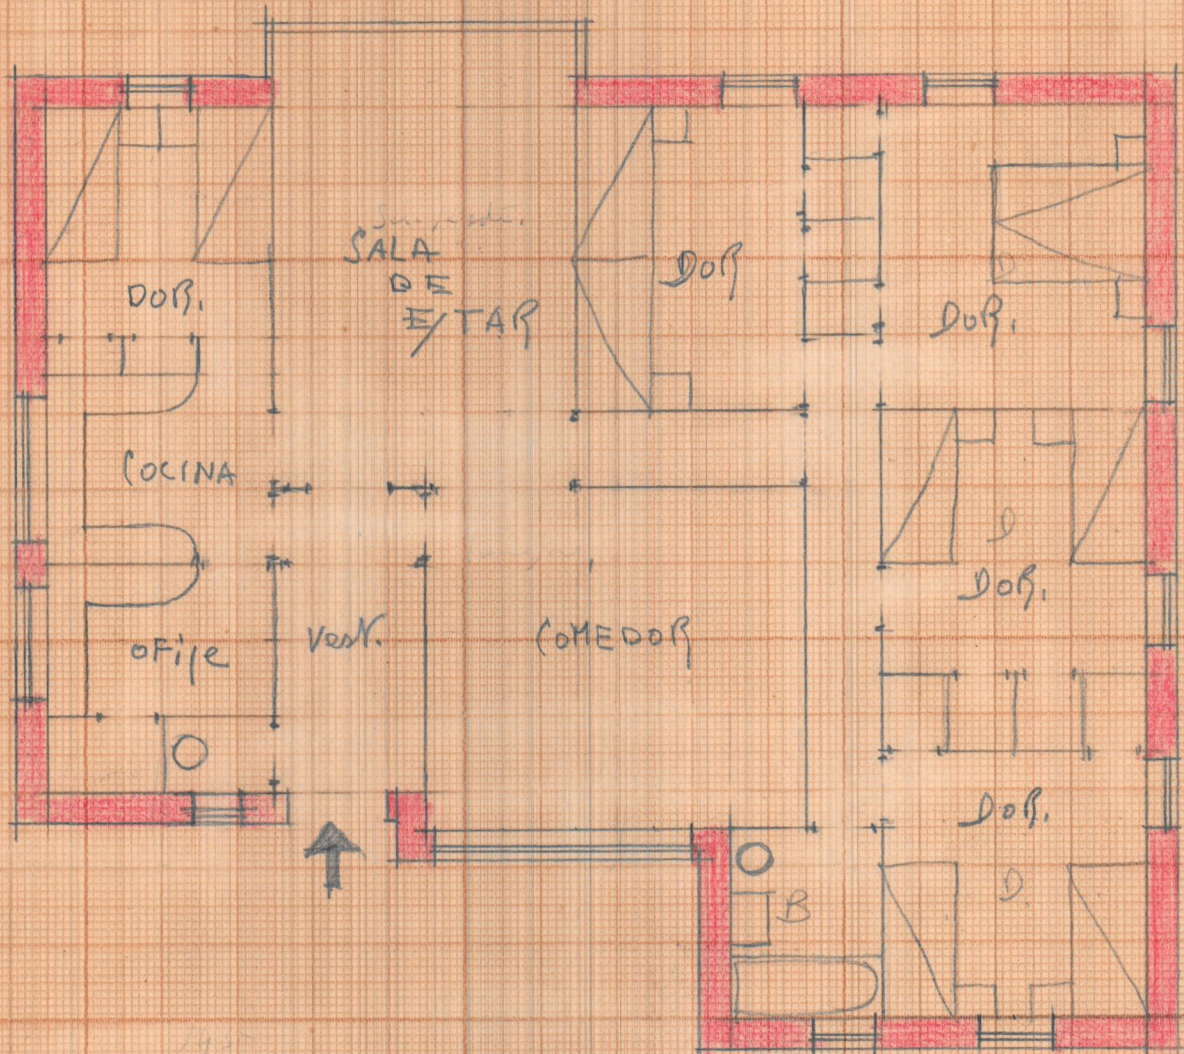 SALA
DE
ESTAR
DOR.
DOR
DOR.
COCINA
D
DOR.
OFICE
VEST.
COMEDOR
DOR.
D.
B